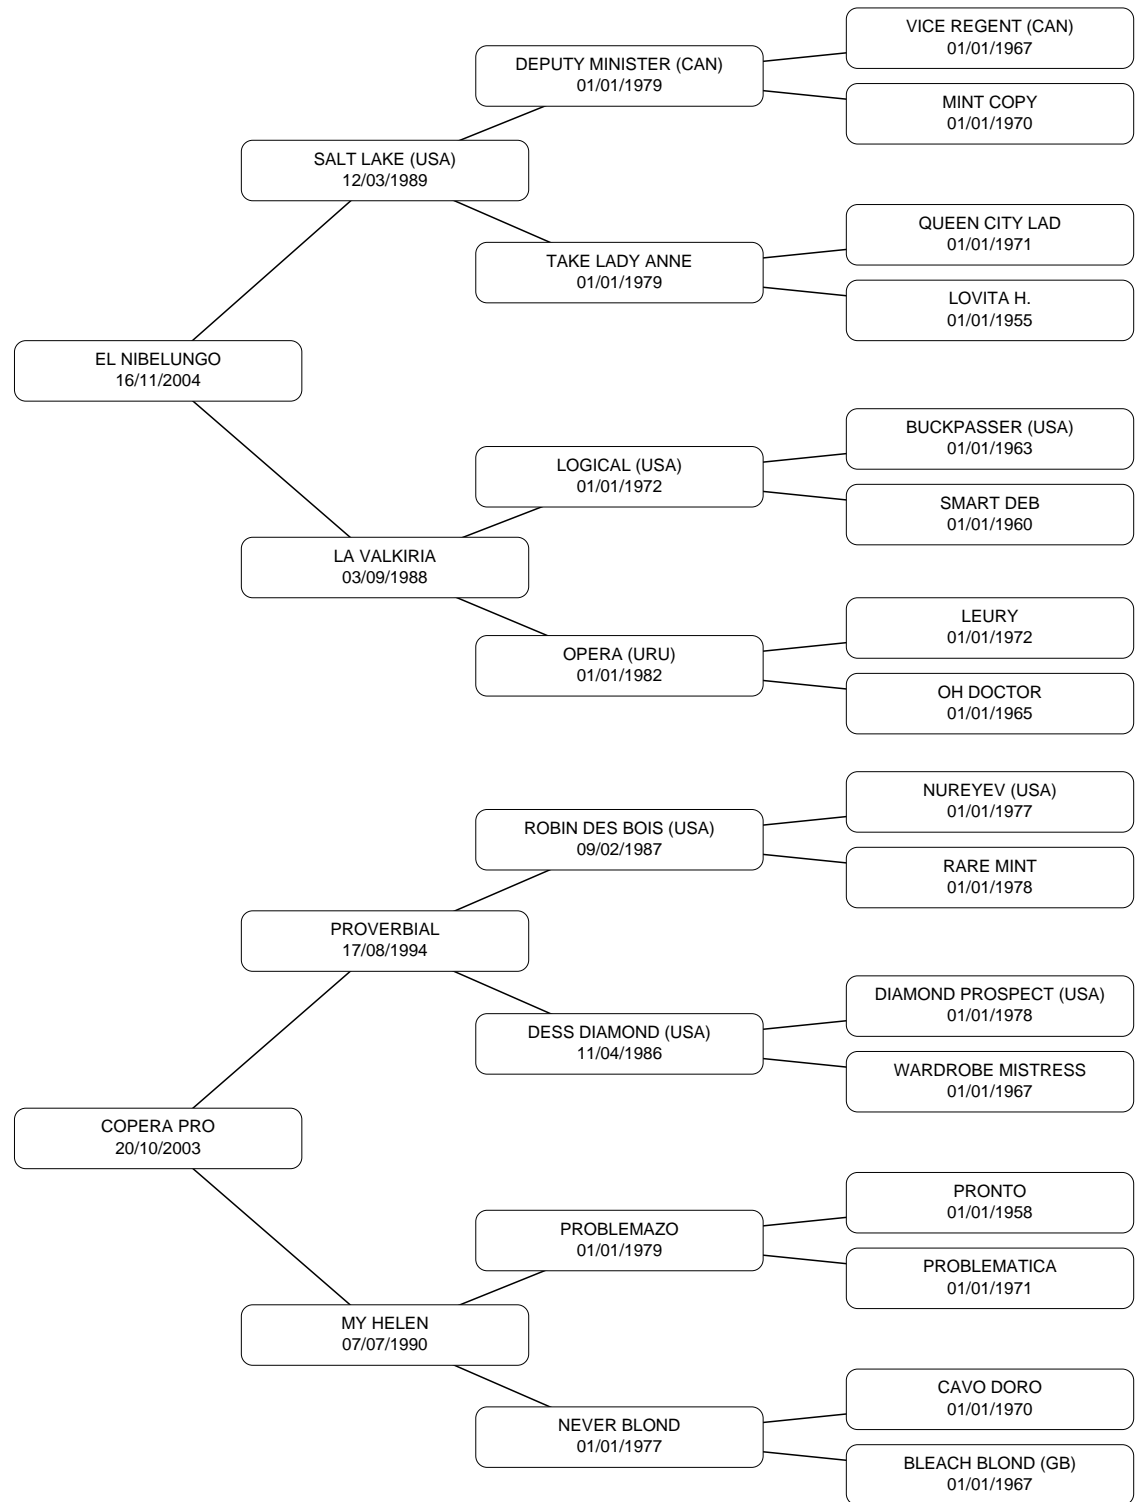 VICE REGENT (CAN)
01/01/1967
DEPUTY MINISTER (CAN)
01/01/1979
MINT COPY
01/01/1970
SALT LAKE (USA)
12/03/1989
QUEEN CITY LAD
01/01/1971
TAKE LADY ANNE
01/01/1979
LOVITA H.
01/01/1955
EL NIBELUNGO
16/11/2004
BUCKPASSER (USA)
01/01/1963
LOGICAL (USA)
01/01/1972
SMART DEB
01/01/1960
LA VALKIRIA
03/09/1988
LEURY
01/01/1972
OPERA (URU)
01/01/1982
OH DOCTOR
01/01/1965
NUREYEV (USA)
01/01/1977
ROBIN DES BOIS (USA)
09/02/1987
RARE MINT
01/01/1978
PROVERBIAL
17/08/1994
DIAMOND PROSPECT (USA)
01/01/1978
DESS DIAMOND (USA)
11/04/1986
WARDROBE MISTRESS
01/01/1967
COPERA PRO
20/10/2003
PRONTO
01/01/1958
PROBLEMAZO
01/01/1979
PROBLEMATICA
01/01/1971
MY HELEN
07/07/1990
CAVO DORO
01/01/1970
NEVER BLOND
01/01/1977
BLEACH BLOND (GB)
01/01/1967